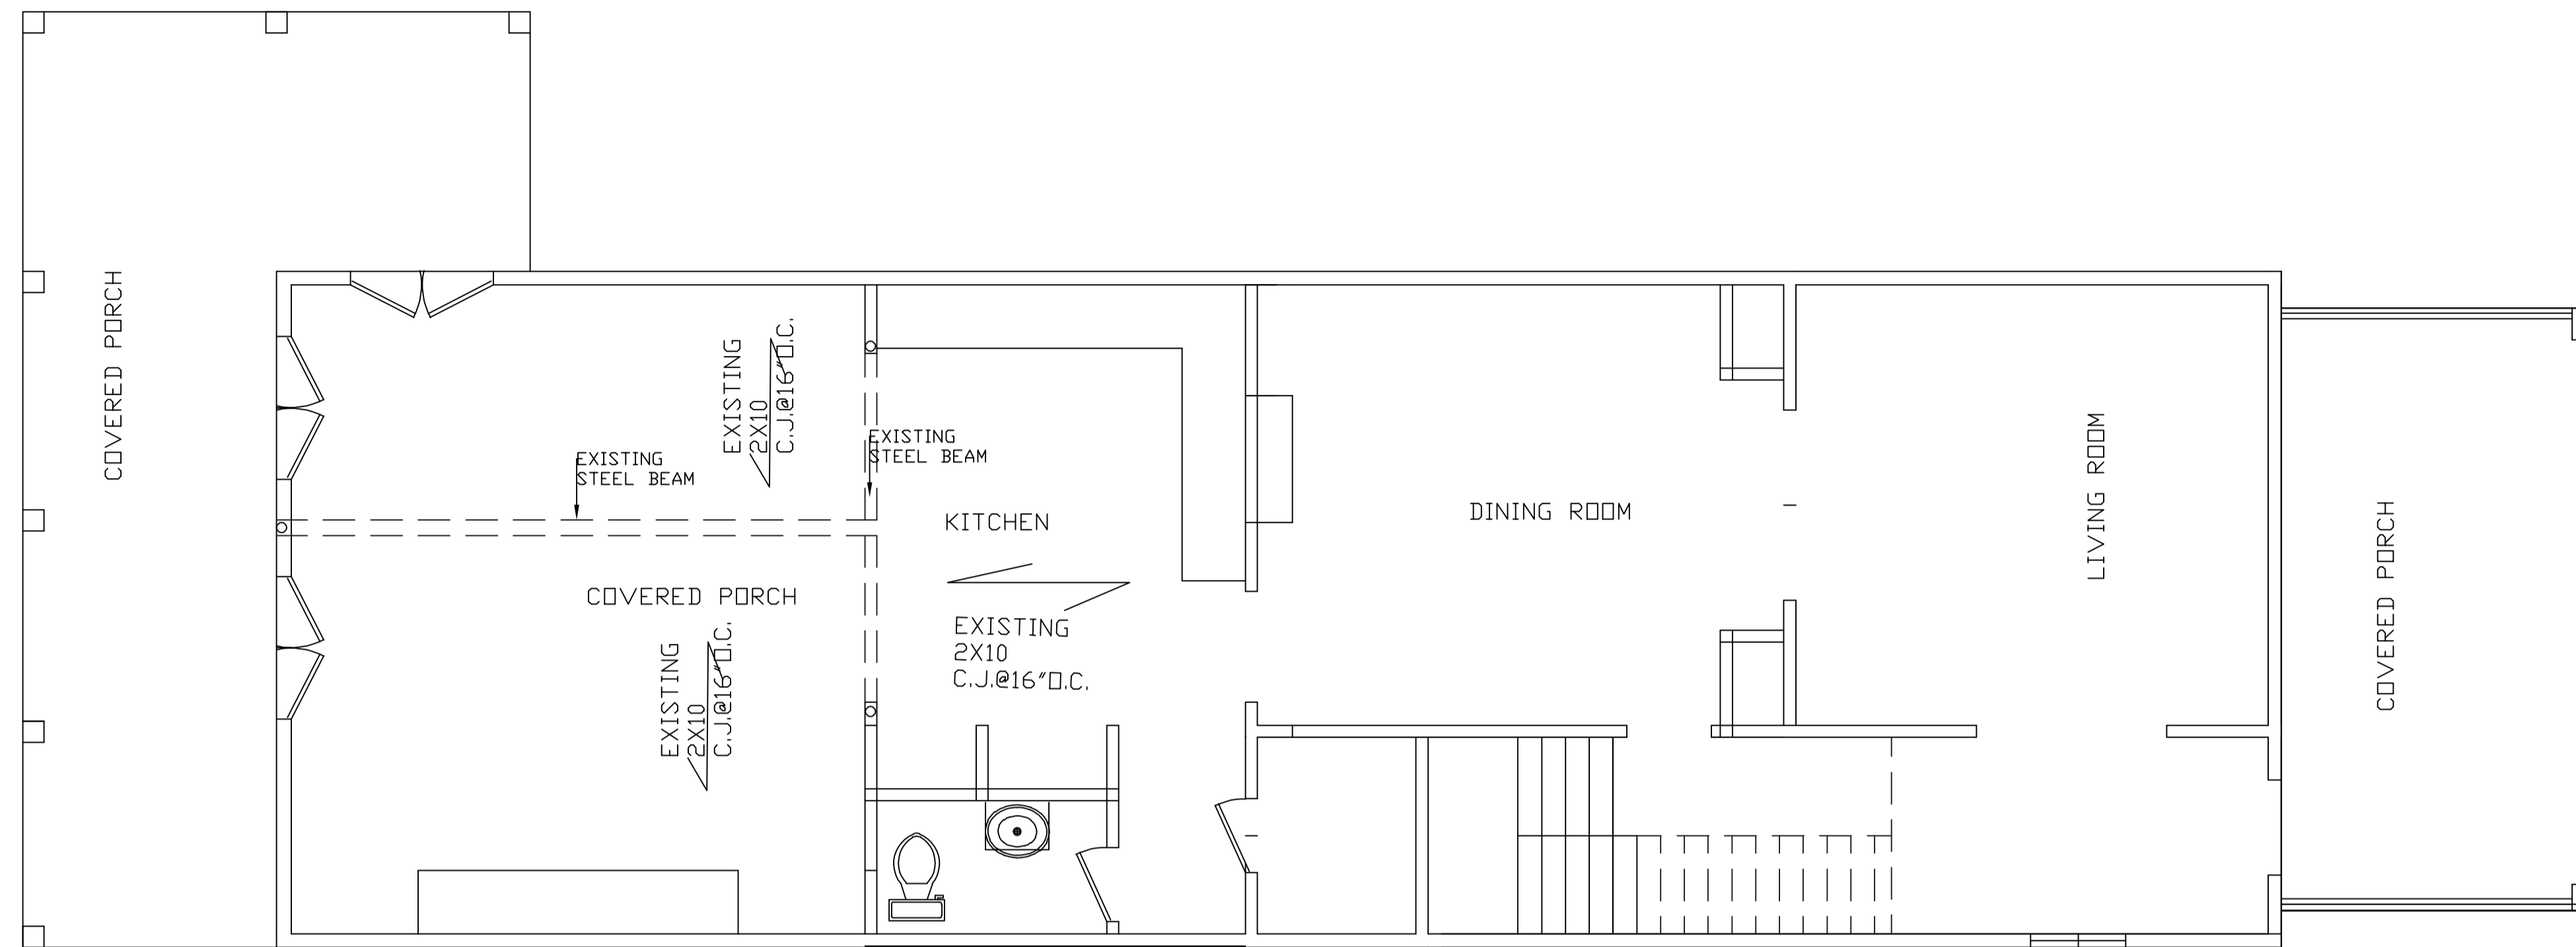 COVERED PORCH
EXISTING
2X10
C.J.@16"O.C.
EXISTING
STEEL BEAM
EXISTING
STEEL BEAM
KITCHEN
DINING ROOM
LIVING ROOM
COVERED PORCH
COVERED PORCH
EXISTING
2X10
C.J.@16"O.C.
EXISTING
2X10
C.J.@16"O.C.